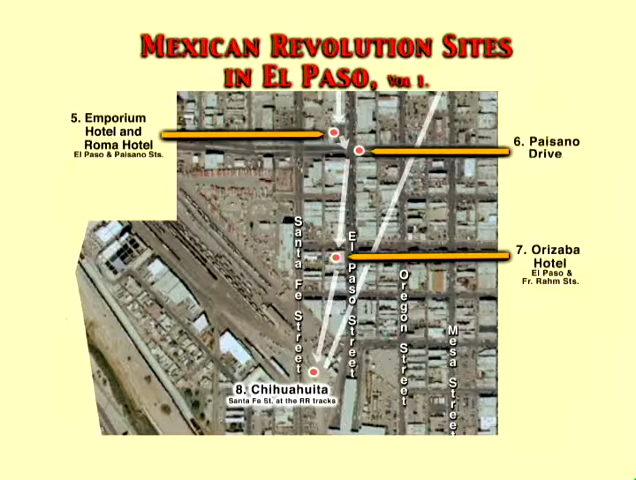 Mexican Revolution Sites
in El Paso, Vol 1.
5. Emporium
Hotel and
Roma Hotel
El Paso & Paisano Sts.
6. Paisano
Drive
7. Orizaba
Hotel
El Paso &
Fr. Rahm Sts.
Santa Fe Street
El Paso Street
Oregon Street
Mesa Street
8. Chihuahuita
Santa Fe St. at the RR tracks